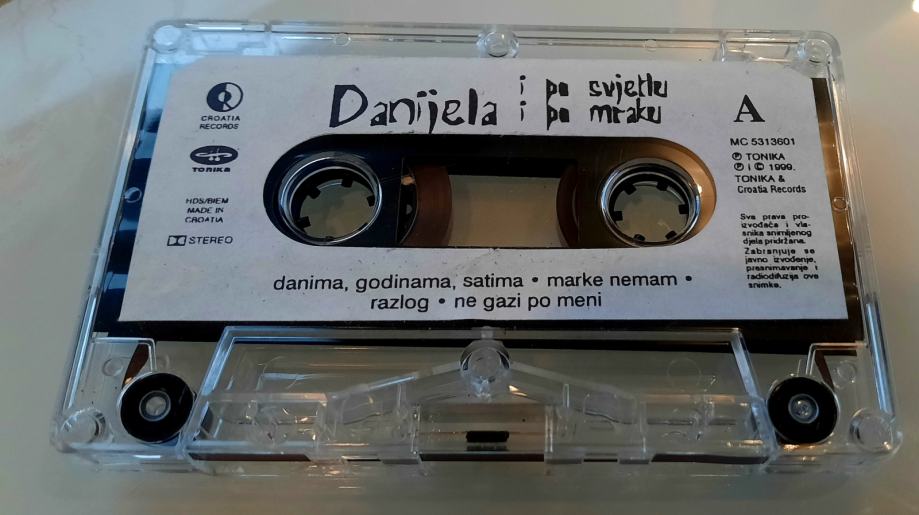 Danijela i po svjetlu
i po mraku
CROATIA
RECORDS
TONIKA
HDS/BIEM
MADE IN
CROATIA
STEREO
A
MC 5313601
Ⓟ TONIKA
Ⓟ i © 1999.
TONIKA &
Croatia Records
Sva prava pro-
izvođača i vla-
snika snimljenog
djela pridržana.
Zabranjuje se
javno izvođenje,
presnimavanje i
radiodifuzija ove
snimke.
danima, godinama, satima • marke nemam •
razlog • ne gazi po meni